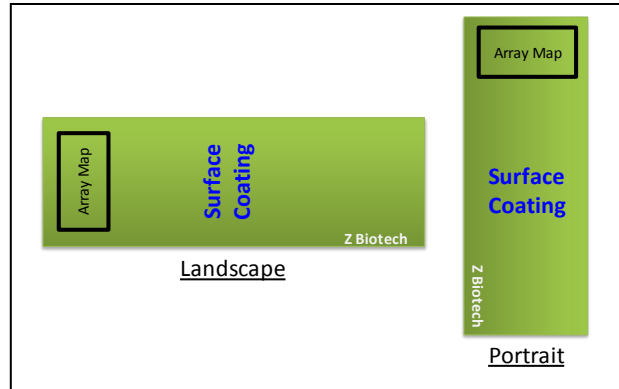 Array Map
Surface
Coating
Z Biotech
Landscape
Array Map
Surface
Coating
Z Biotech
Portrait